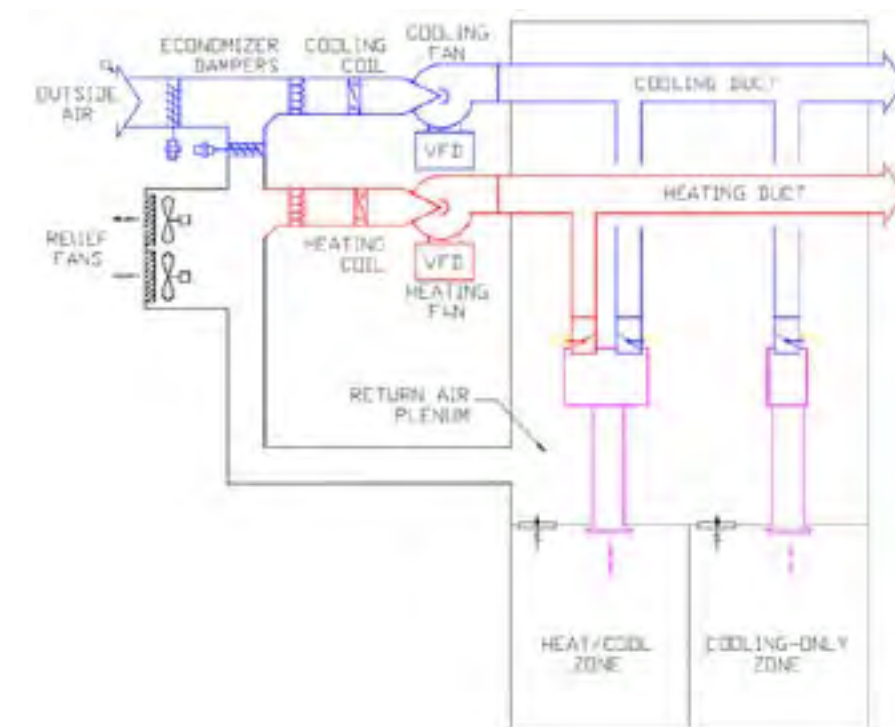 ECONOMIZER
DAMPERS
COOLING
COIL
COOLING
FAN
OUTSIDE
AIR
COOLING DUCT
VFD
HEATING DUCT
RELIEF
FANS
HEATING
COIL
VFD
HEATING
FAN
RETURN AIR
PLENUM
HEAT/COOL
ZONE
COOLING-ONLY
ZONE